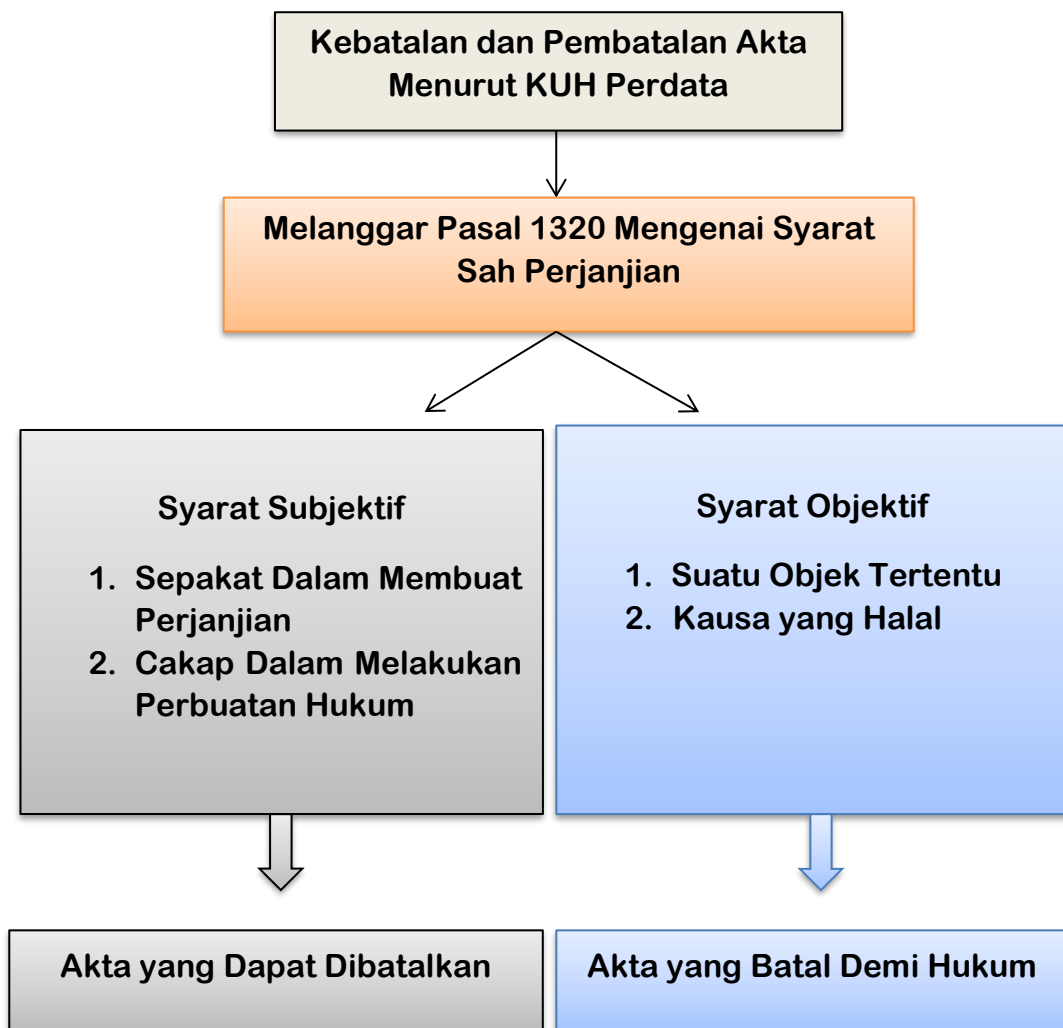 Kebatalan dan Pembatalan Akta
Menurut KUH Perdata
Melanggar Pasal 1320 Mengenai Syarat
Sah Perjanjian
Syarat Subjektif
1. Sepakat Dalam Membuat
Perjanjian
2. Cakap Dalam Melakukan
Perbuatan Hukum
Syarat Objektif
1. Suatu Objek Tertentu
2. Kausa yang Halal
Akta yang Dapat Dibatalkan
Akta yang Batal Demi Hukum